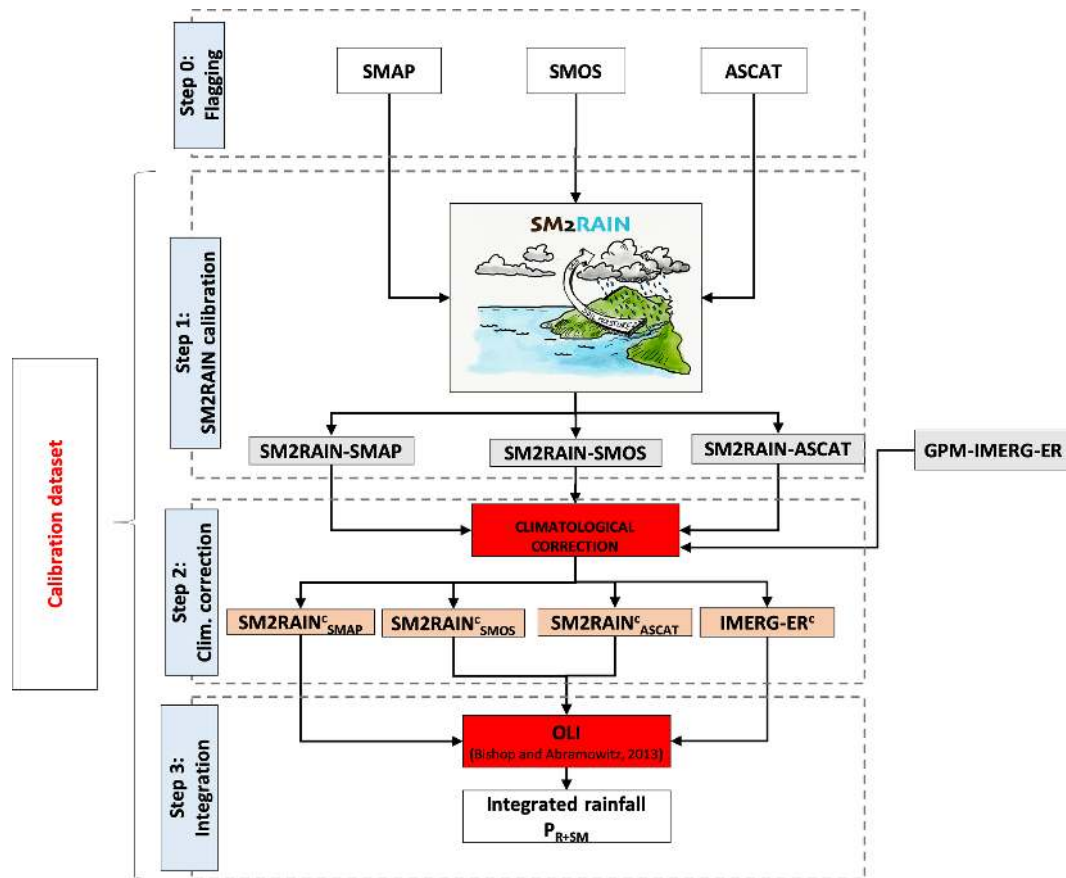 Step 0:
Flagging
SMAP
SMOS
ASCAT
Step 1:
SM2RAIN calibration
SM2RAIN
SM2RAIN-SMAP
SM2RAIN-SMOS
SM2RAIN-ASCAT
GPM-IMERG-ER
Calibration dataset
Step 2:
Clim. correction
CLIMATOLOGICAL
CORRECTION
SM2RAINᶜSMAP
SM2RAINᶜSMOS
SM2RAINᶜASCAT
IMERG-ERᶜ
Step 3:
Integration
OLI
(Bishop and Abramowitz, 2013)
Integrated rainfall
PR+SM